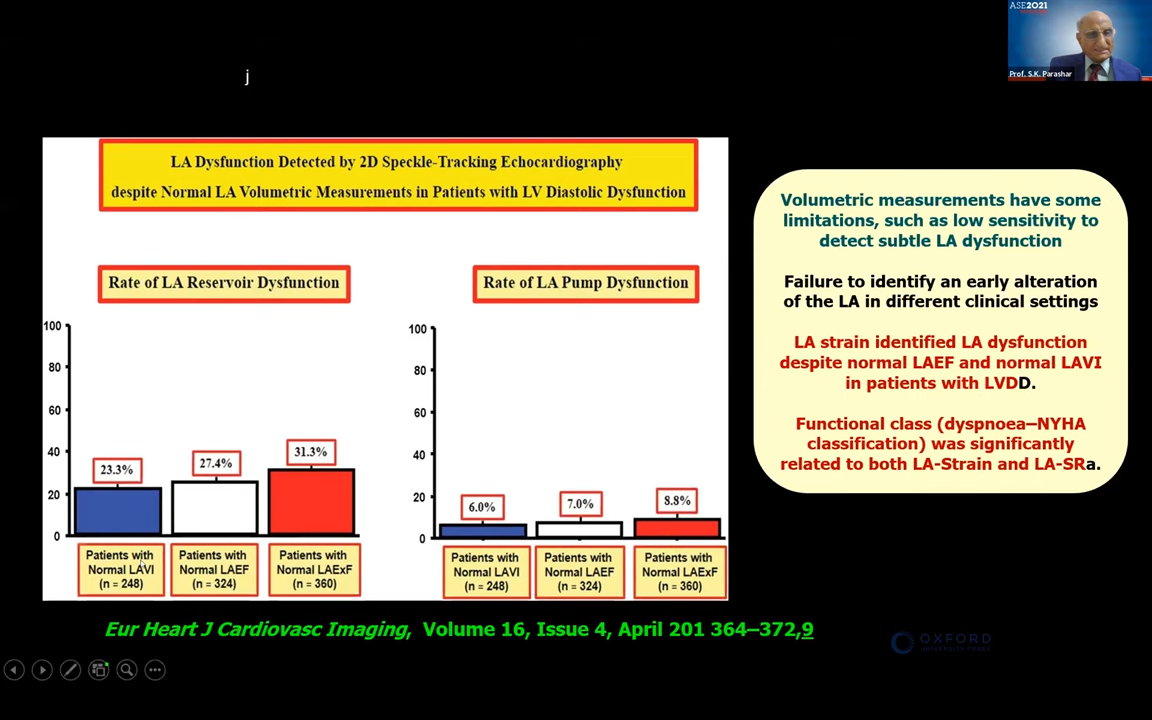 ASE2021
Prof. S.K. Parashar
j
LA Dysfunction Detected by 2D Speckle-Tracking Echocardiography
despite Normal LA Volumetric Measurements in Patients with LV Diastolic Dysfunction
Rate of LA Reservoir Dysfunction
100
80
60
40
20
0
23.3%
27.4%
31.3%
Patients with
Normal LAVI
(n = 248)
Patients with
Normal LAEF
(n = 324)
Patients with
Normal LAExF
(n = 360)
Rate of LA Pump Dysfunction
100
80
60
40
20
0
6.0%
7.0%
8.8%
Patients with
Normal LAVI
(n = 248)
Patients with
Normal LAEF
(n = 324)
Patients with
Normal LAExF
(n = 360)
Volumetric measurements have some
limitations, such as low sensitivity to
detect subtle LA dysfunction
Failure to identify an early alteration
of the LA in different clinical settings
LA strain identified LA dysfunction
despite normal LAEF and normal LAVI
in patients with LVDD.
Functional class (dyspnoea–NYHA
classification) was significantly
related to both LA-Strain and LA-SRa.
Eur Heart J Cardiovasc Imaging, Volume 16, Issue 4, April 201 364–372,9
OXFORD
UNIVERSITY PRESS